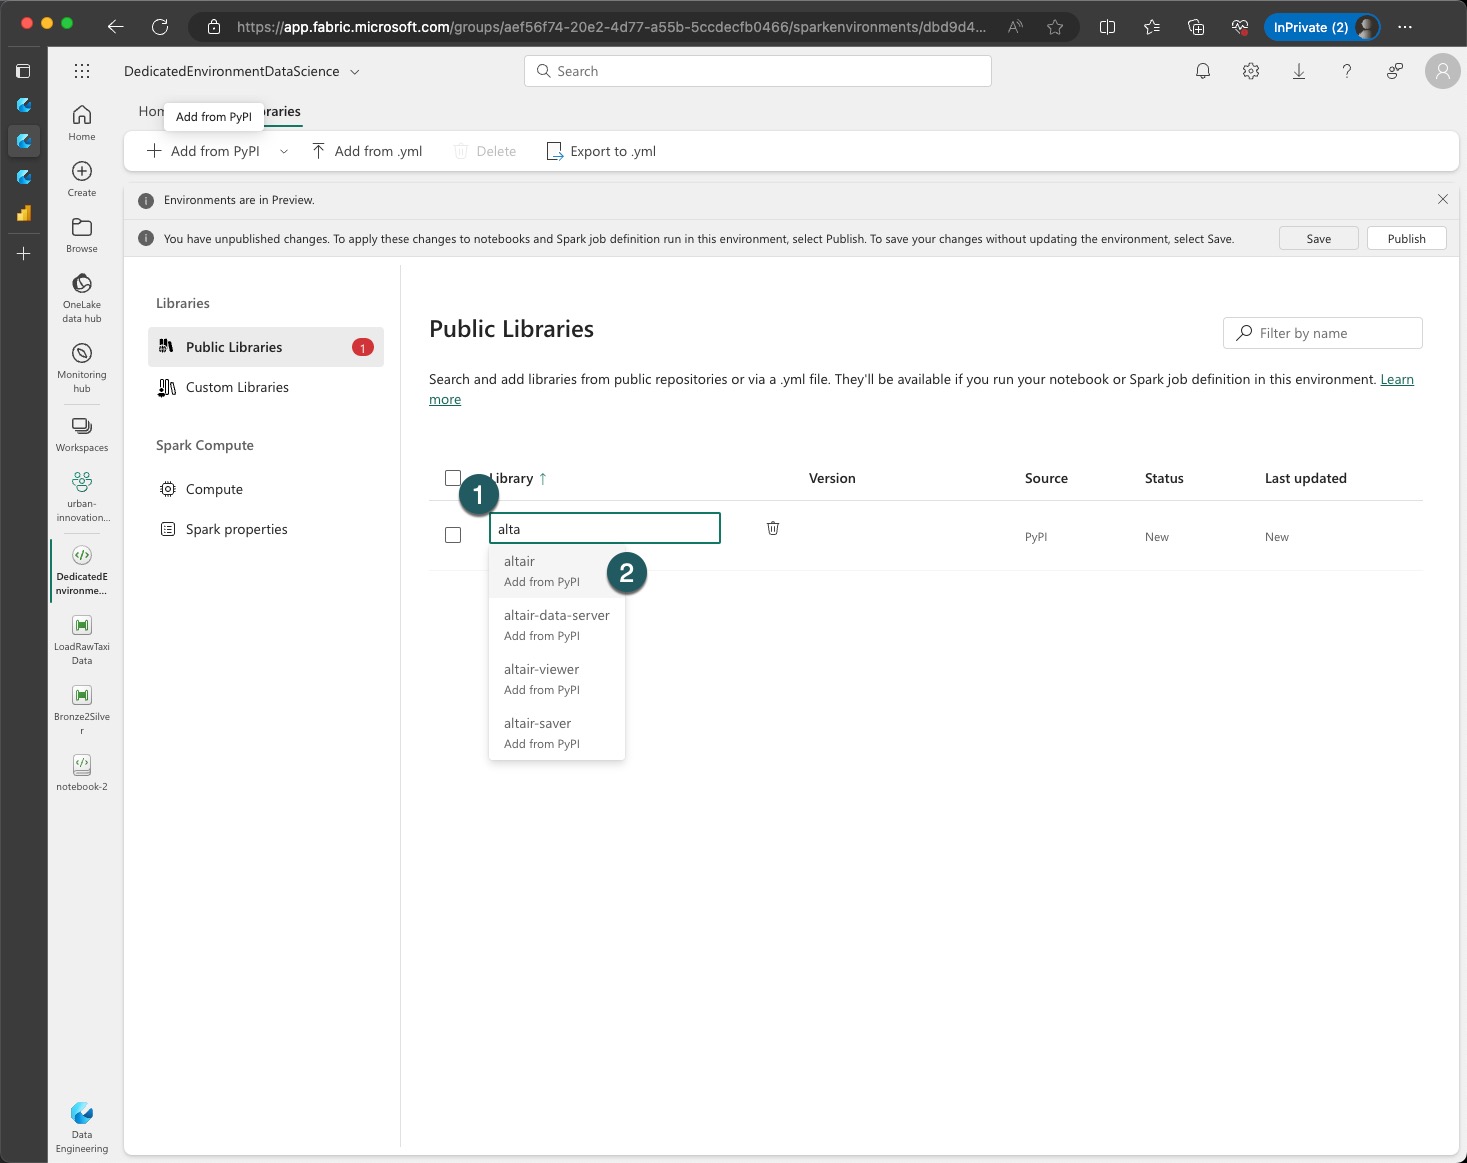 https://app.fabric.microsoft.com/groups/aef56f74-20e2-4d77-a55b-5ccdecfb0466/sparkenvironments/dbd9d4...
InPrivate (2)
DedicatedEnvironmentDataScience
Search
Hom
braries
Add from PyPI
Add from PyPI
Add from .yml
Delete
Export to .yml
Environments are in Preview.
You have unpublished changes. To apply these changes to notebooks and Spark job definition run in this environment, select Publish. To save your changes without updating the environment, select Save.
Save
Publish
Home
Create
Browse
OneLake
data hub
Monitoring
hub
Workspaces
urban-
innovation...
DedicatedE
nvironme...
LoadRawTaxi
Data
Bronze2Silve
r
notebook-2
Data
Engineering
Libraries
Public Libraries
1
Custom Libraries
Spark Compute
Compute
Spark properties
Public Libraries
Filter by name
Search and add libraries from public repositories or via a .yml file. They'll be available if you run your notebook or Spark job definition in this environment. Learn
more
Library ↑
Version
Source
Status
Last updated
1
alta
PyPI
New
New
altair
Add from PyPI
2
altair-data-server
Add from PyPI
altair-viewer
Add from PyPI
altair-saver
Add from PyPI